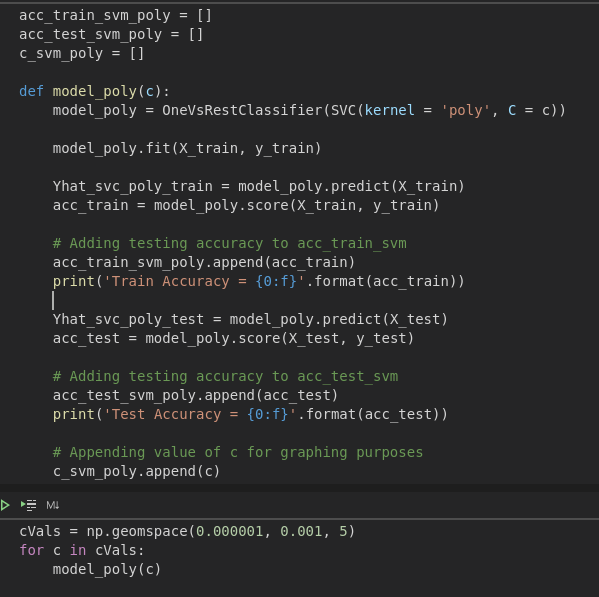 acc_train_svm_poly = []
acc_test_svm_poly = []
c_svm_poly = []
def model_poly(c):
model_poly = OneVsRestClassifier(SVC(kernel = 'poly', C = c))
model_poly.fit(X_train, y_train)
Yhat_svc_poly_train = model_poly.predict(X_train)
acc_train = model_poly.score(X_train, y_train)
# Adding testing accuracy to acc_train_svm
acc_train_svm_poly.append(acc_train)
print('Train Accuracy = {0:f}'.format(acc_train))
Yhat_svc_poly_test = model_poly.predict(X_test)
acc_test = model_poly.score(X_test, y_test)
# Adding testing accuracy to acc_test_svm
acc_test_svm_poly.append(acc_test)
print('Test Accuracy = {0:f}'.format(acc_test))
# Appending value of c for graphing purposes
c_svm_poly.append(c)
M↓
cVals = np.geomspace(0.000001, 0.001, 5)
for c in cVals:
model_poly(c)